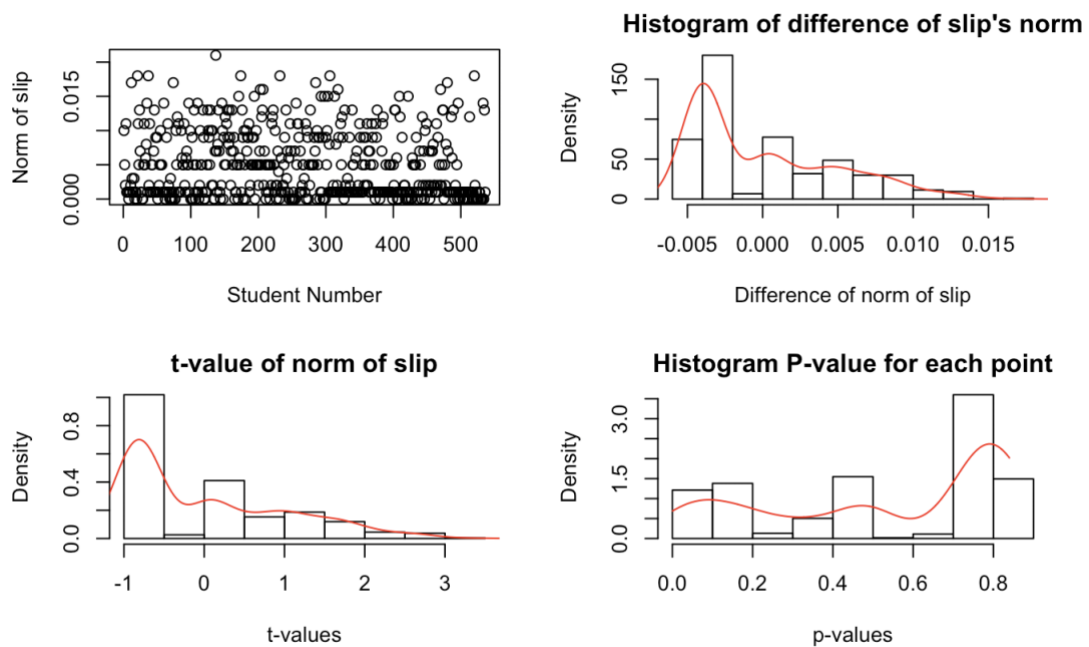 Norm of slip
0.000
0.015
0 100 200 300 400 500
Student Number
Histogram of difference of slip's norm
Density
0 50 150
-0.005 0.000 0.005 0.010 0.015
Difference of norm of slip
t-value of norm of slip
Density
0.0 0.4 0.8
-1 0 1 2 3
t-values
Histogram P-value for each point
Density
0.0 1.5 3.0
0.0 0.2 0.4 0.6 0.8
p-values